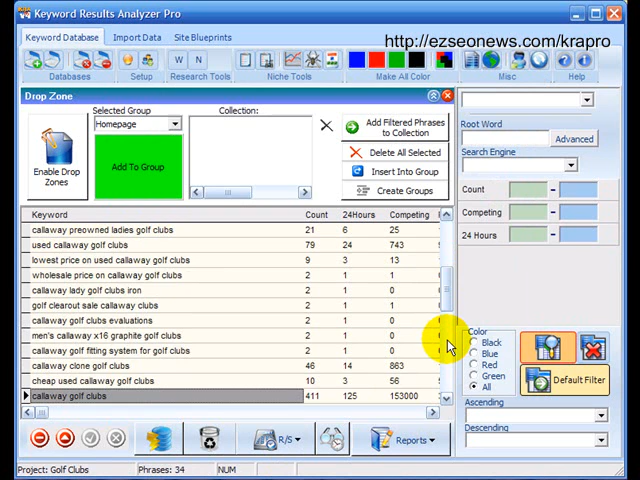 Keyword Results Analyzer Pro
Keyword Database
Import Data
Site Blueprints
http://ezseonews.com/krapro
W N
Databases
Setup
Research Tools
Niche Tools
Make All Color
Misc
Help
Drop Zone
Selected Group
Collection:
Homepage
Enable Drop
Zones
Add To Group
Add Filtered Phrases
to Collection
Delete All Selected
Insert Into Group
Create Groups
Root Word
Advanced
Search Engine
Count
Competing
24 Hours
Keyword Count 24Hours Competing
callaway preowned ladies golf clubs 21 6 25
used callaway golf clubs 79 24 743
lowest price on used callaway golf clubs 9 3 13
wholesale price on callaway golf clubs 2 1 1
callaway lady golf clubs iron 2 1 0
golf clearout sale callaway clubs 2 1 1
callaway golf clubs evaluations 2 1 0
men's callaway x16 graphite golf clubs 2 1 0
callaway golf fitting system for golf clubs 2 1 0
callaway clone golf clubs 46 14 863
cheap used callaway golf clubs 10 3 56
callaway golf clubs 411 125 153000
Color
Black
Blue
Red
Green
All
Default Filter
Ascending
Descending
R/S
Reports
Project: Golf Clubs
Phrases: 34
NUM